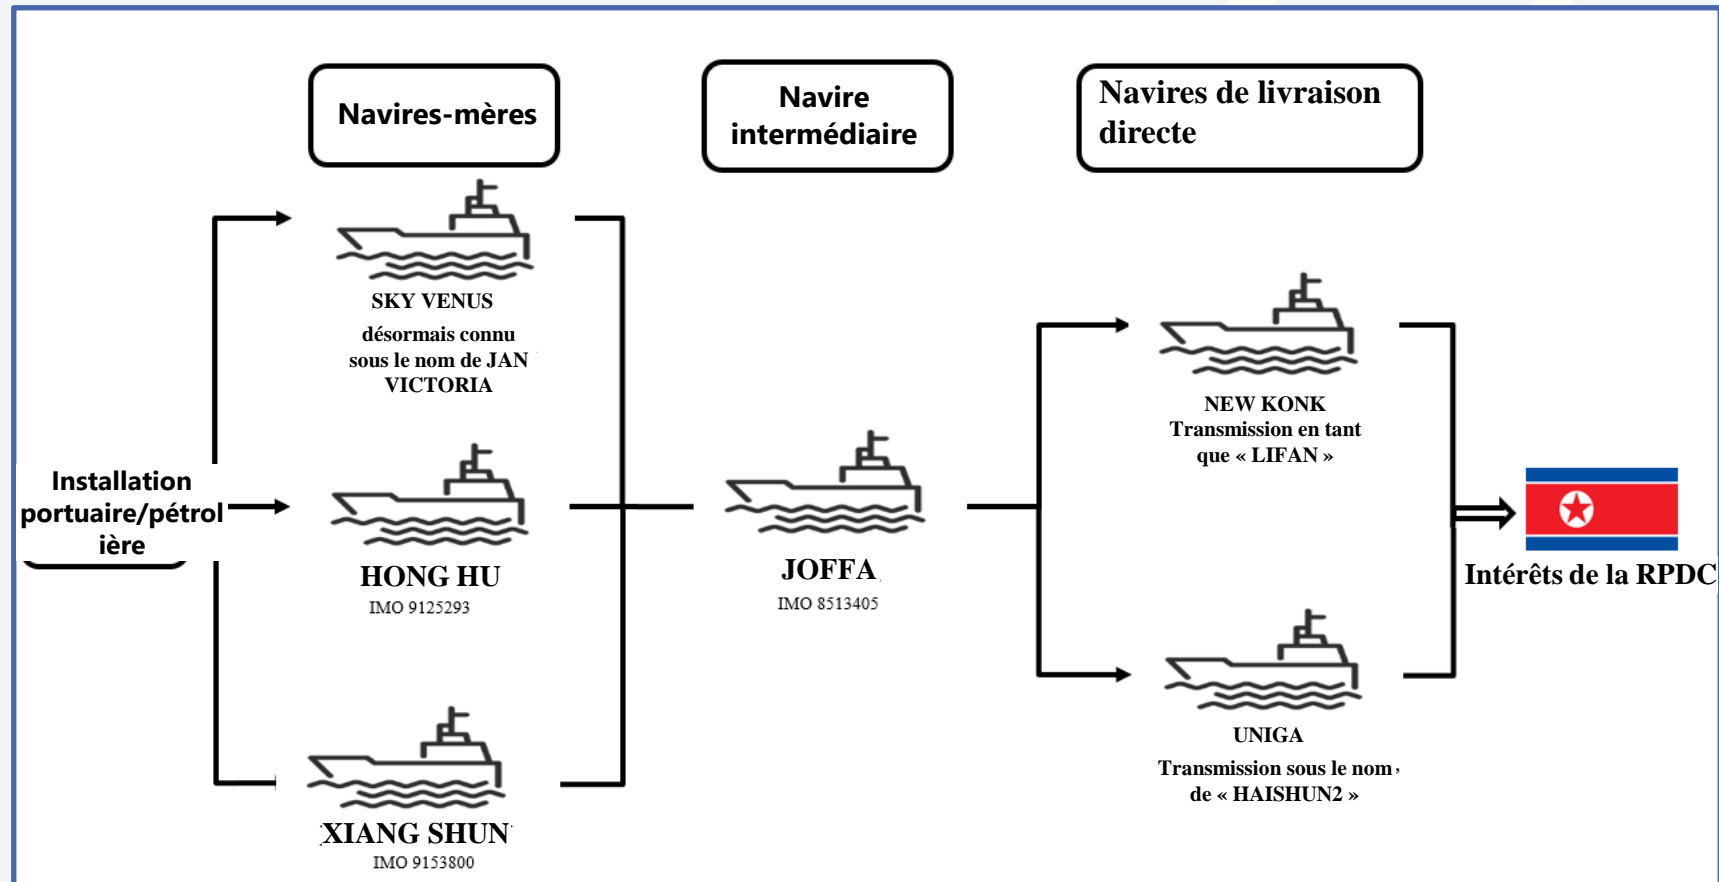 Navires-mères
Navire
intermédiaire
Navires de livraison
directe
SKY VENUS
désormais connu
sous le nom de JAN
VICTORIA
Installation
portuaire/pétrol
ière
HONG HU
IMO 9125293
XIANG SHUN
IMO 9153800
JOFFA
IMO 8513405
NEW KONK
Transmission en tant
que « LIFAN »
UNIGA
Transmission sous le nom
de « HAISHUN2 »
Intérêts de la RPDC